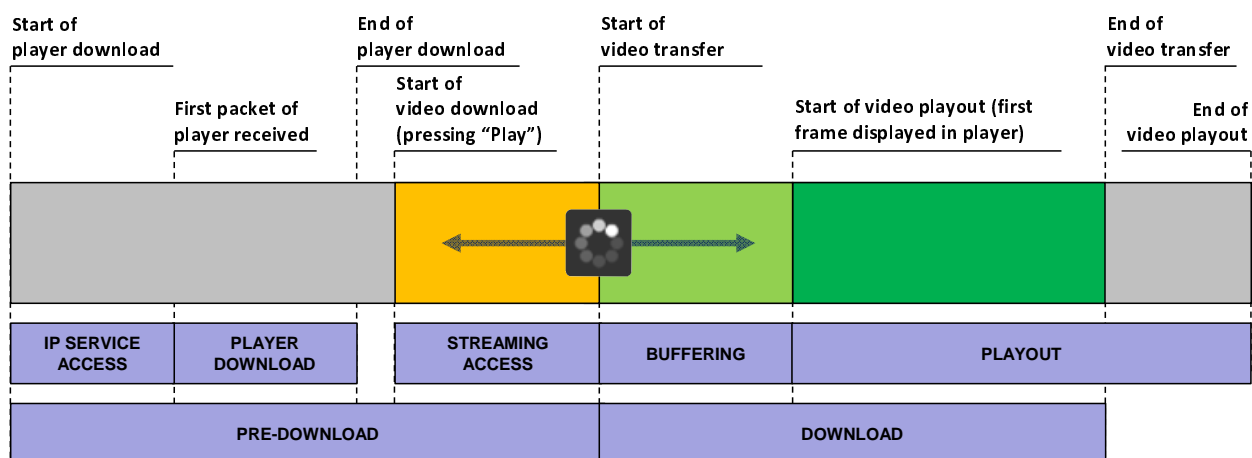 Start of
player download
End of
player download
Start of
video transfer
End of
video transfer
First packet of
player received
Start of
video download
(pressing “Play”)
Start of video playout (first
frame displayed in player)
End of
video playout
IP SERVICE
ACCESS
PLAYER
DOWNLOAD
STREAMING
ACCESS
BUFFERING
PLAYOUT
PRE-DOWNLOAD
DOWNLOAD